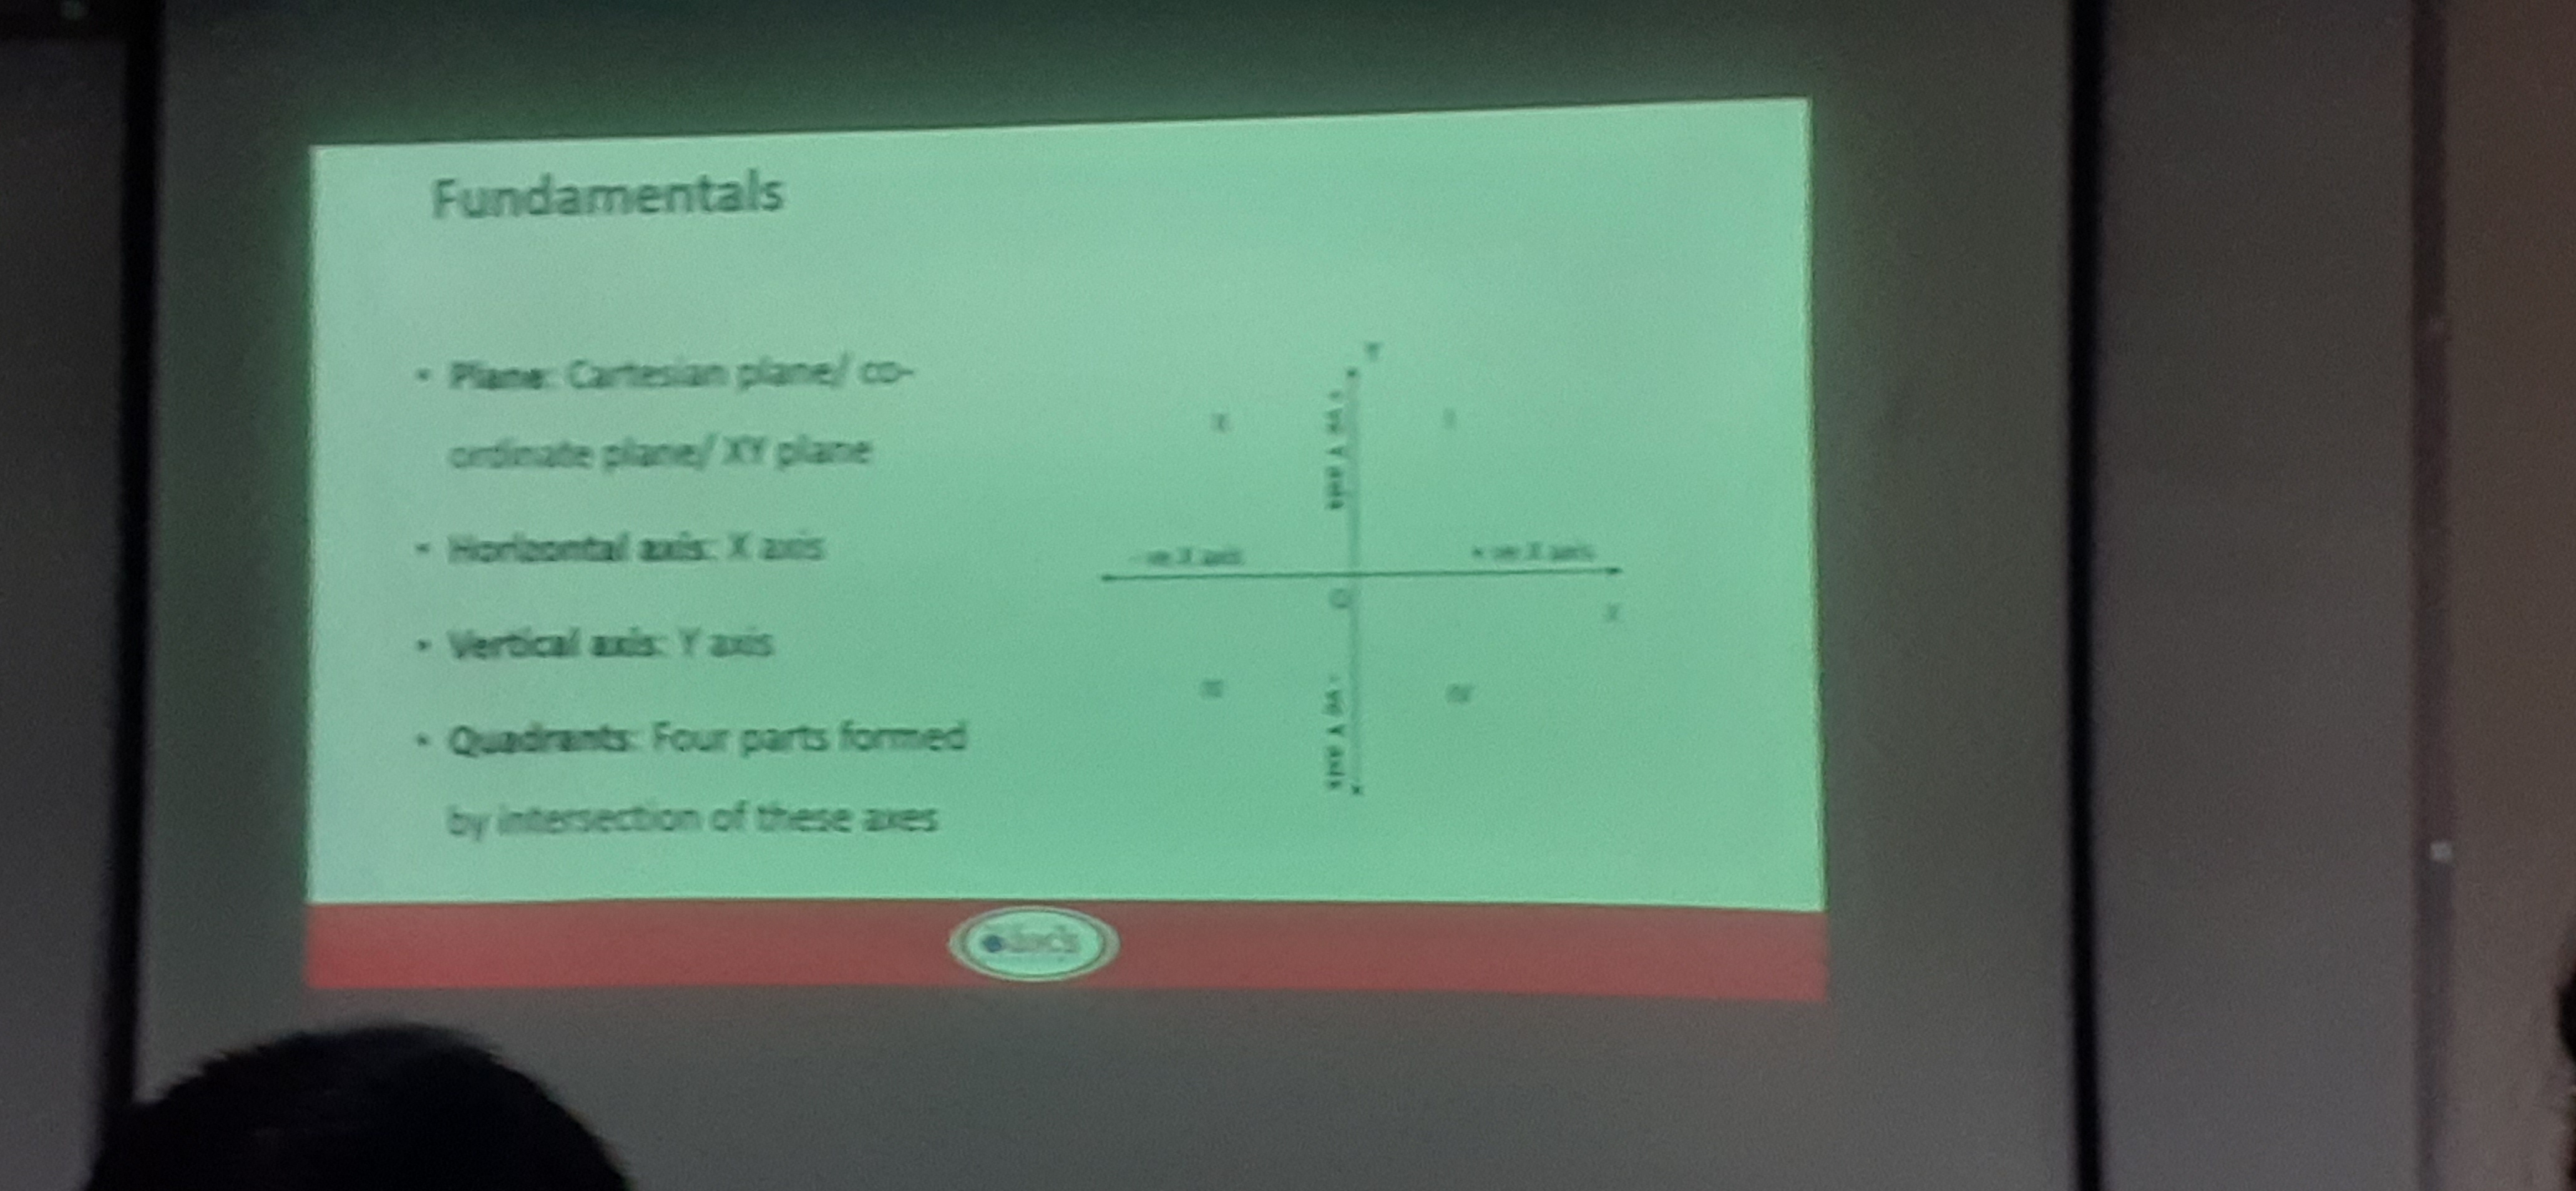 Fundamentals
• Plane: Cartesian plane/ co-
ordinate plane/ XY plane
• Horizontal axis: X axis
• Vertical axis: Y axis
• Quadrants: Four parts formed
by intersection of these axes
Y
II
I
+ ve Y axis
- ve X axis
+ ve X axis
O
X
III
IV
- ve Y axis